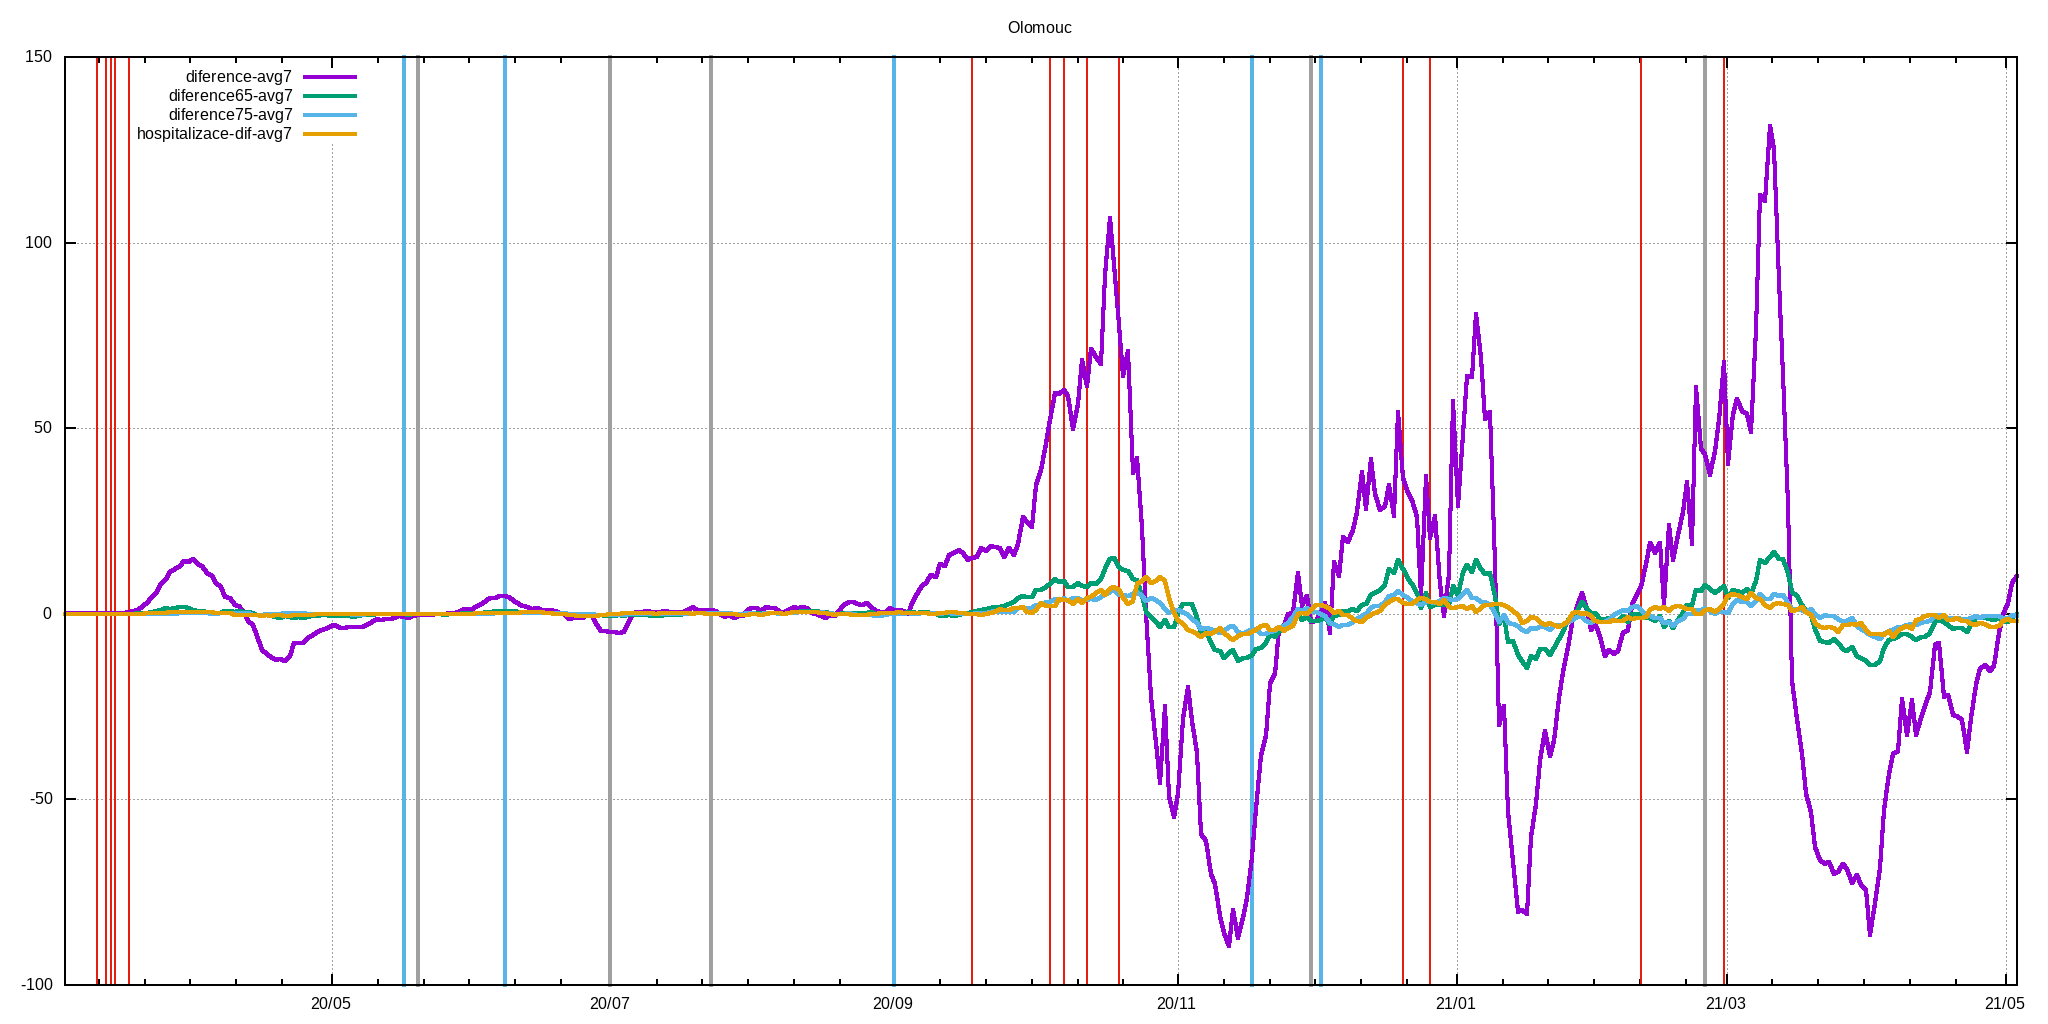 Olomouc
150
100
50
0
-50
-100
diference-avg7
diference65-avg7
diference75-avg7
hospitalizace-dif-avg7
20/05
20/07
20/09
20/11
21/01
21/03
21/05